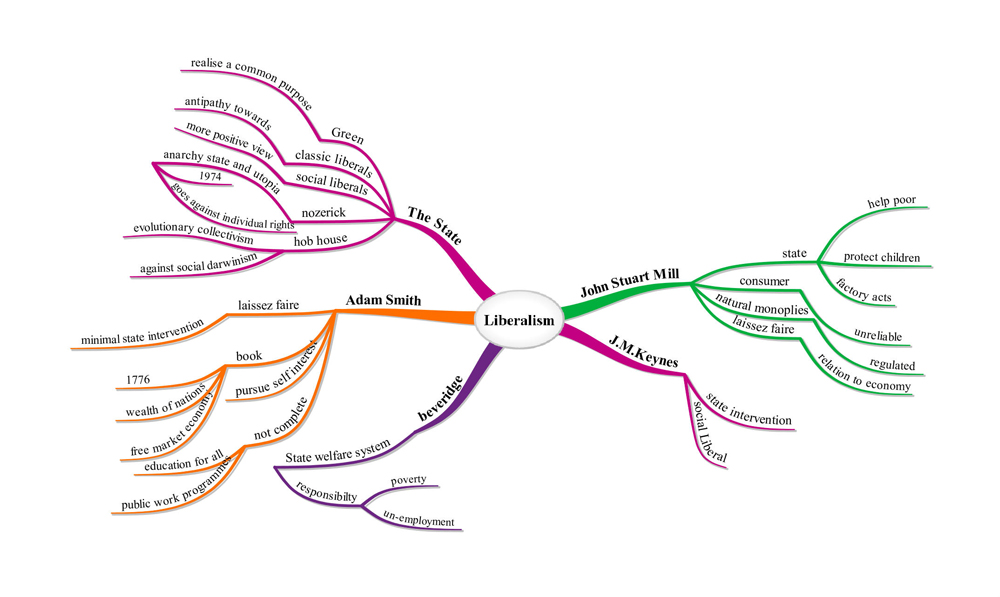 Liberalism
The State
Green
realise a common purpose
classic liberals
antipathy towards
social liberals
more positive view
nozerick
anarchy state and utopia
1974
goes against individual rights
hob house
evolutionary collectivism
against social darwinism
Adam Smith
laissez faire
minimal state intervention
book
1776
wealth of nations
free market economy
pursue self interest
not complete
education for all
public work programmes
beveridge
State welfare system
responsibilty
poverty
un-employment
John Stuart Mill
state
help poor
protect children
factory acts
consumer
unreliable
natural monoplies
regulated
laissez faire
relation to economy
J.M.Keynes
state intervention
social Liberal